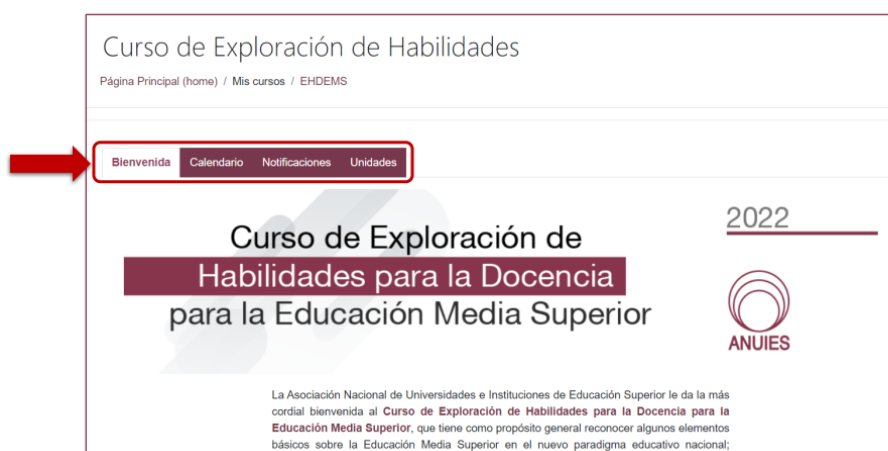 Curso de Exploración de Habilidades
Página Principal (home) / Mis cursos / EHDEMS
Bienvenida Calendario Notificaciones Unidades
2022
Curso de Exploración de
Habilidades para la Docencia
para la Educación Media Superior
ANUIES
La Asociación Nacional de Universidades e Instituciones de Educación Superior le da la más
cordial bienvenida al Curso de Exploración de Habilidades para la Docencia para la
Educación Media Superior, que tiene como propósito general reconocer algunos elementos
básicos sobre la Educación Media Superior en el nuevo paradigma educativo nacional;